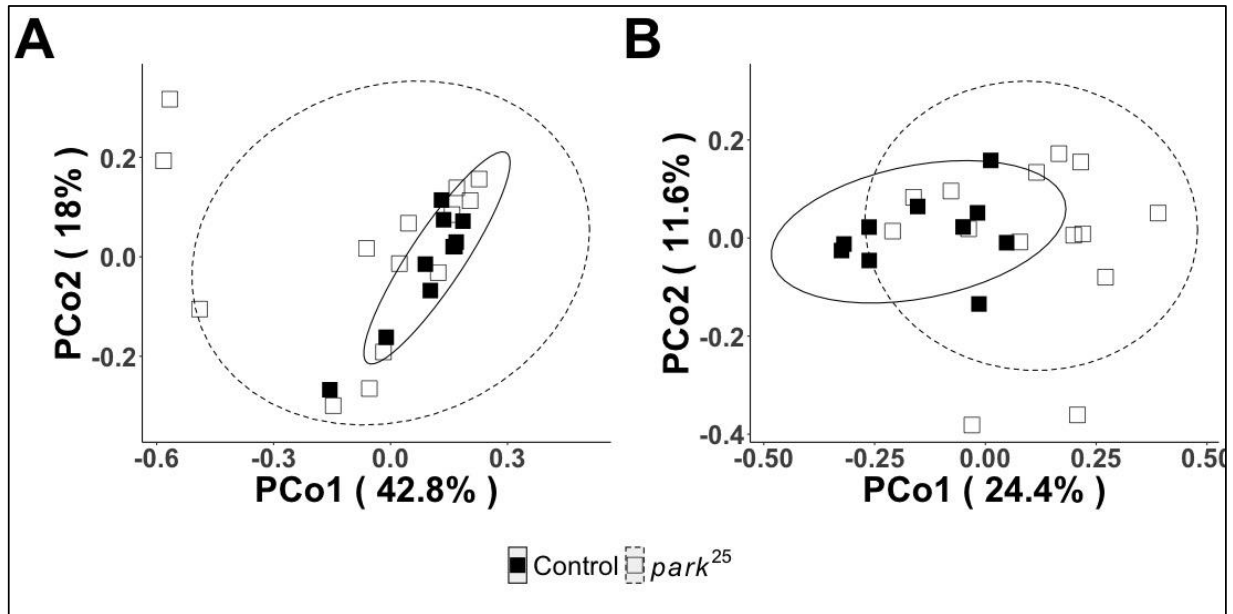 A
B
PCo2 ( 18% )
0.2
0.0
-0.2
-0.6
-0.3
0.0
0.3
PCo1 ( 42.8% )
PCo2 ( 11.6% )
0.2
0.0
-0.2
-0.4
-0.50
-0.25
0.00
0.25
0.50
PCo1 ( 24.4% )
Control
park²⁵